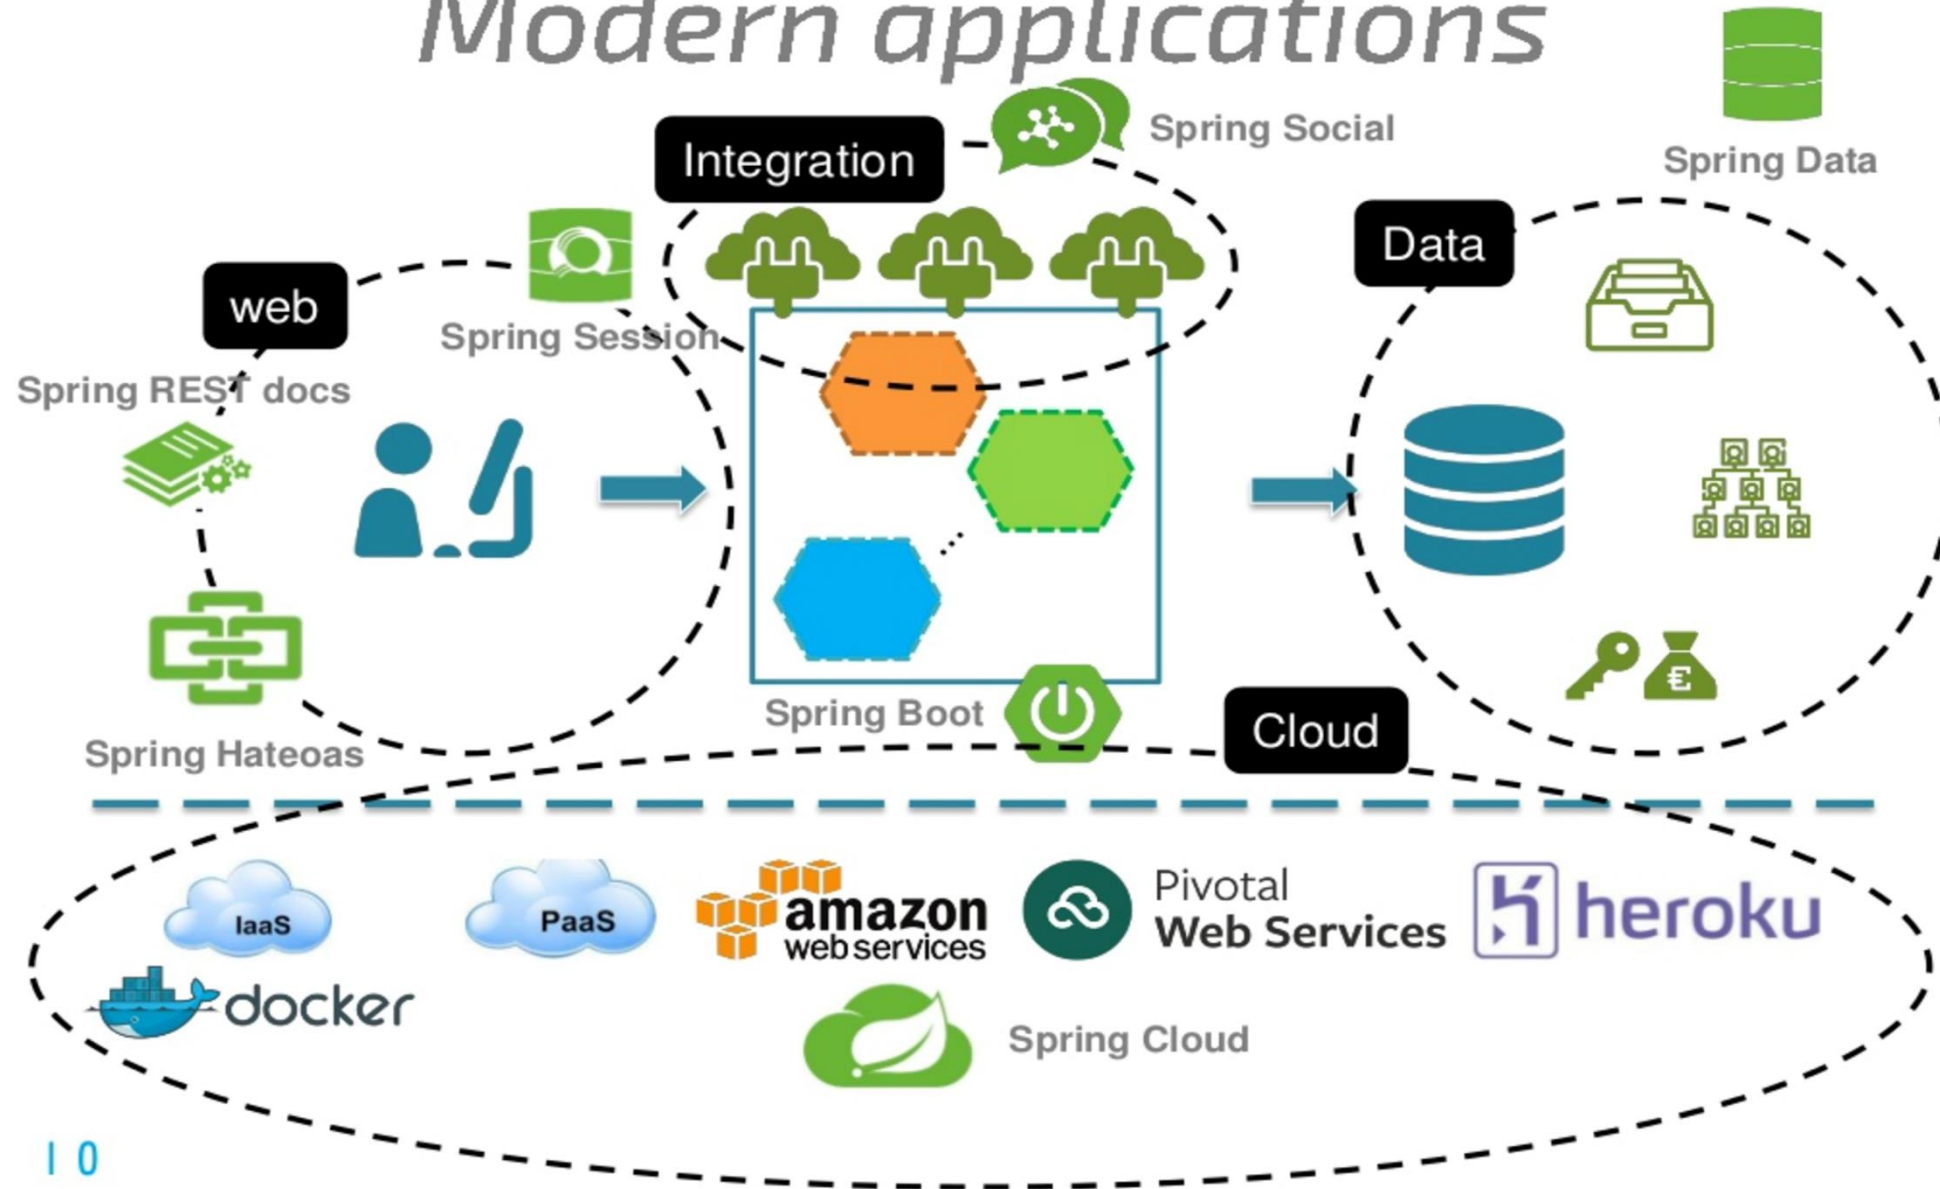 Modern applications
Spring Social
Spring Data
Integration
Data
web
Spring Session
Spring REST docs
Spring Hateoas
€
Spring Boot
Cloud
IaaS
PaaS
amazon
web services
Pivotal
Web Services
heroku
docker
Spring Cloud
10